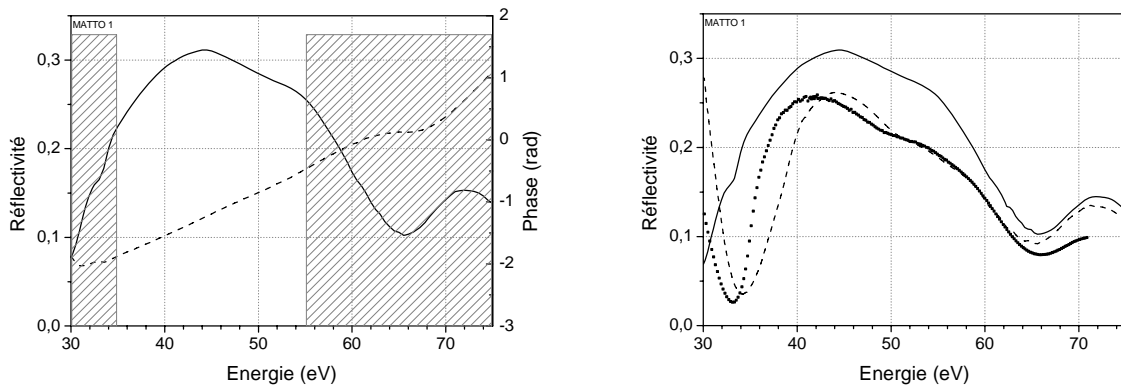 MATTO 1
0,3
0,2
0,1
0,0
Réflectivité
2
1
0
-1
-2
-3
Phase (rad)
30 40 50 60 70
Energie (eV)
MATTO 1
0,3
0,2
0,1
0,0
Réflectivité
30 40 50 60 70
Energie (eV)